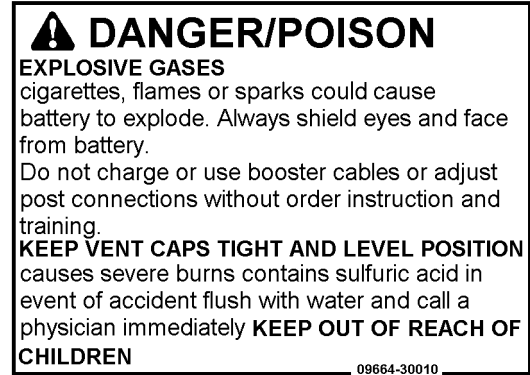 DANGER/POISON
EXPLOSIVE GASES
cigarettes, flames or sparks could cause
battery to explode. Always shield eyes and face
from battery.
Do not charge or use booster cables or adjust
post connections without order instruction and
training.
KEEP VENT CAPS TIGHT AND LEVEL POSITION
causes severe burns contains sulfuric acid in
event of accident flush with water and call a
physician immediately KEEP OUT OF REACH OF
CHILDREN
09664-30010